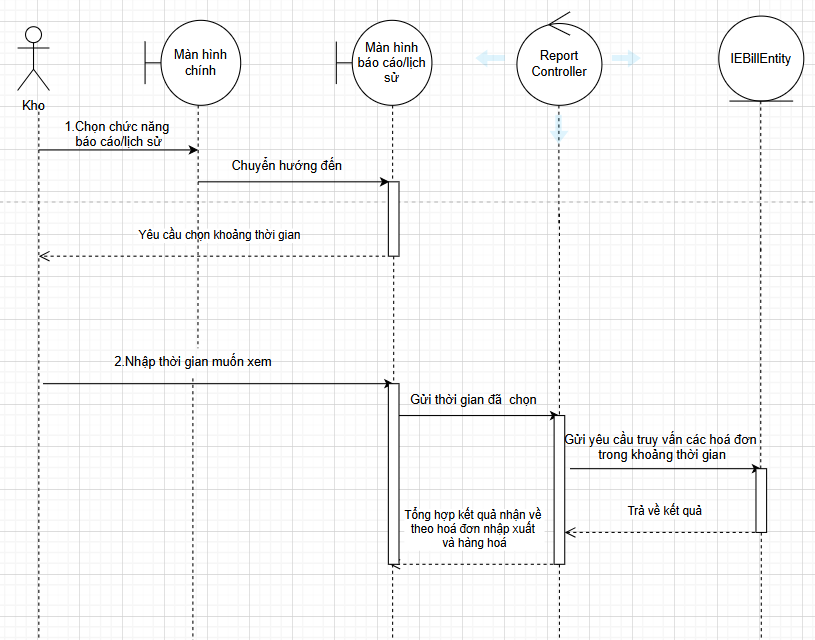 Kho
Màn hình
chính
Màn hình
báo cáo/lịch
sử
Report
Controller
IEBillEntity
1.Chọn chức năng
báo cáo/lịch sử
Chuyển hướng đến
Yêu cầu chọn khoảng thời gian
2.Nhập thời gian muốn xem
Gửi thời gian đã chọn
Gửi yêu cầu truy vấn các hoá đơn
trong khoảng thời gian
Trả về kết quả
Tổng hợp kết quả nhận về
theo hoá đơn nhập xuất
và hàng hoá